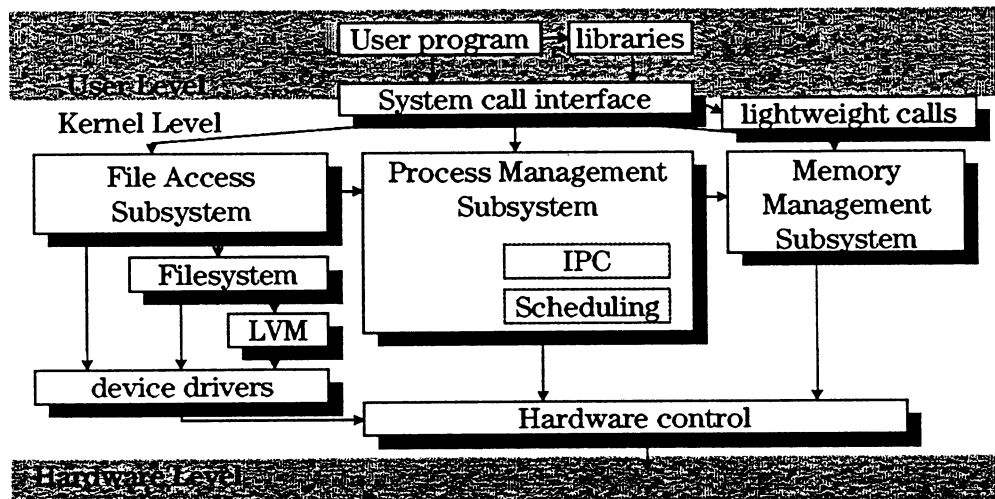 User program
libraries
User Level
System call interface
lightweight calls
Kernel Level
File Access
Subsystem
Process Management
Subsystem
Memory
Management
Subsystem
IPC
Filesystem
Scheduling
LVM
device drivers
Hardware control
Hardware Level